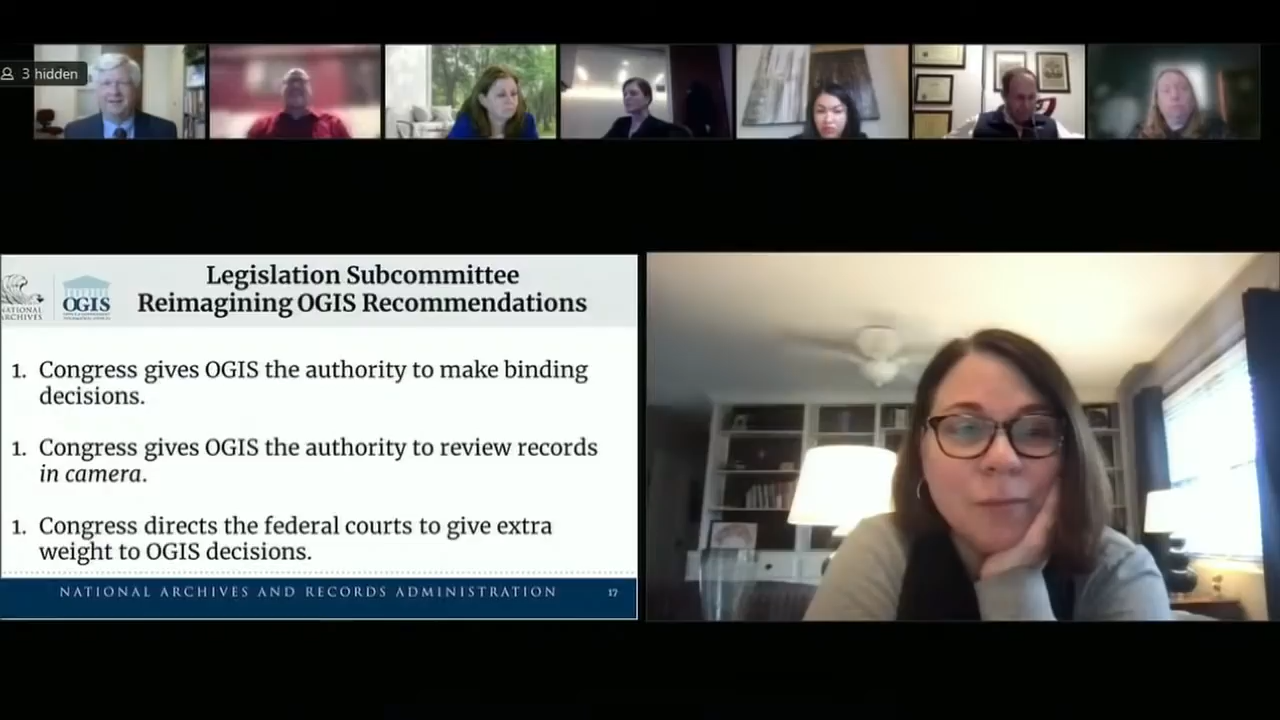 3 hidden
Legislation Subcommittee
Reimagining OGIS Recommendations
NATIONAL
ARCHIVES
OGIS
1. Congress gives OGIS the authority to make binding
decisions.
1. Congress gives OGIS the authority to review records
in camera.
1. Congress directs the federal courts to give extra
weight to OGIS decisions.
NATIONAL ARCHIVES AND RECORDS ADMINISTRATION
17